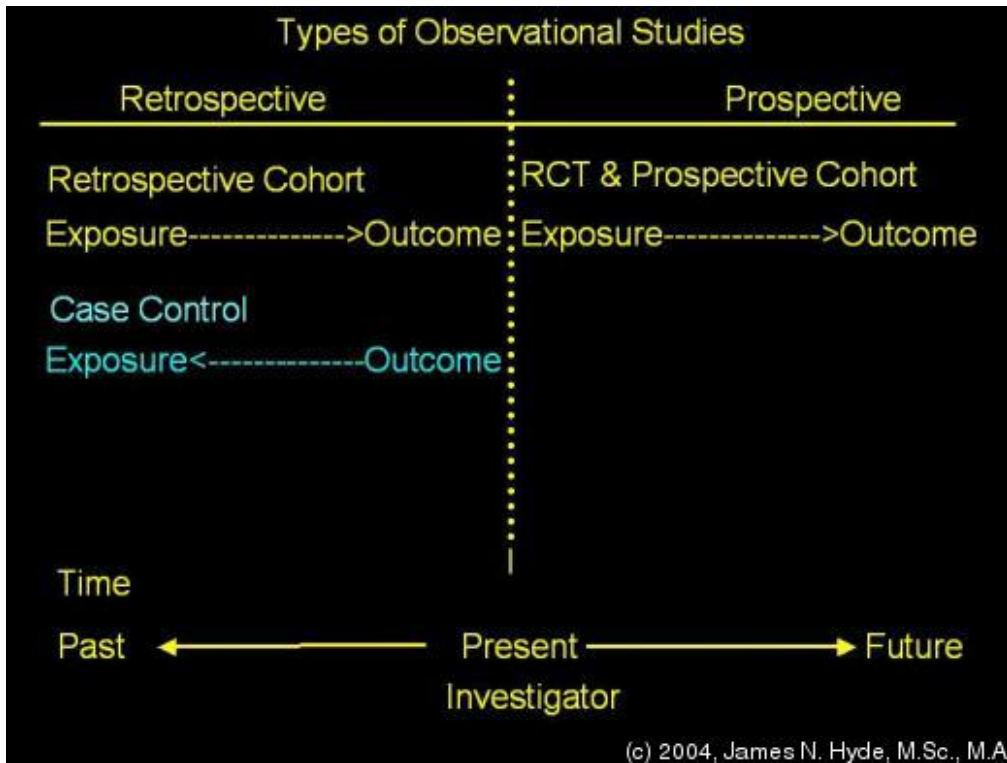 Types of Observational Studies
Retrospective Prospective
Retrospective Cohort RCT & Prospective Cohort
Exposure-------------->Outcome Exposure-------------->Outcome
Case Control
Exposure<--------------Outcome
Time
Past Present Future
Investigator
(c) 2004, James N. Hyde, M.Sc., M.A